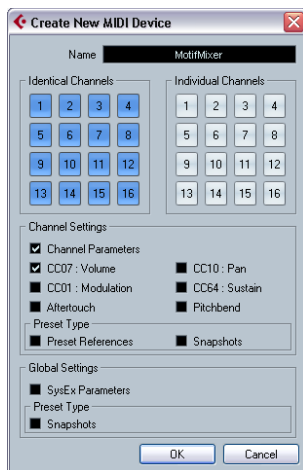 Create New MIDI Device
Name MotifMixer
Identical Channels Individual Channels
1 2 3 4 1 2 3 4
5 6 7 8 5 6 7 8
9 10 11 12 9 10 11 12
13 14 15 16 13 14 15 16
Channel Settings
Channel Parameters
CC07 : Volume CC10 : Pan
CC01 : Modulation CC64 : Sustain
Aftertouch Pitchbend
Preset Type
Preset References Snapshots
Global Settings
SysEx Parameters
Preset Type
Snapshots
OK Cancel